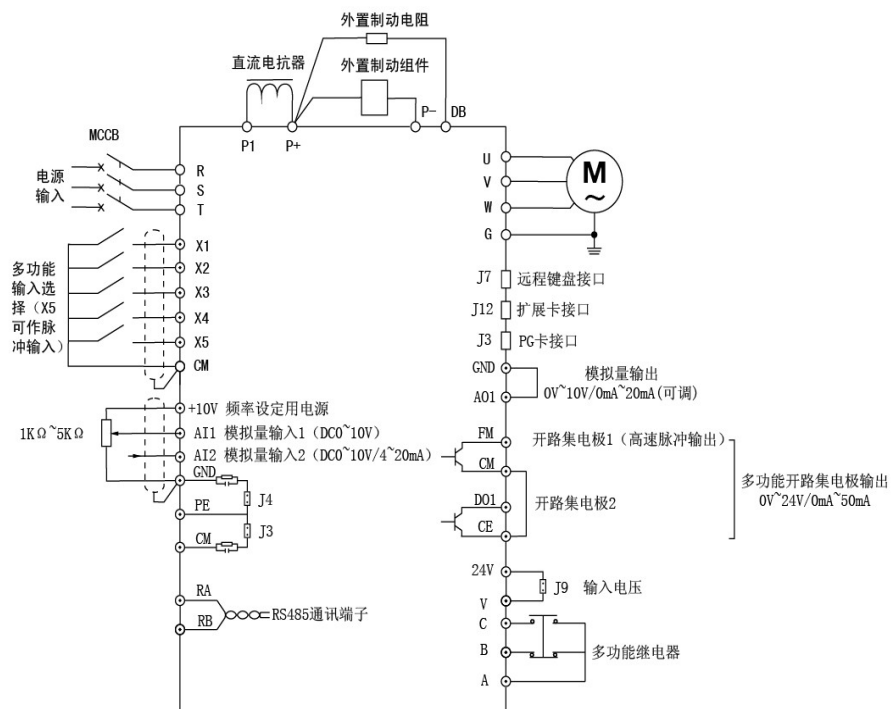 外置制动电阻
直流电抗器
外置制动组件
P1
P+
P-
DB
MCCB
电源
输入
R
S
T
多功能
输入选
择（X5
可作脉
冲输入）
X1
X2
X3
X4
X5
CM
1KΩ~5KΩ
+10V 频率设定用电源
AI1 模拟量输入1（DC0~10V）
AI2 模拟量输入2（DC0~10V/4~20mA）
GND
J4
PE
J3
CM
RA
RB
RS485通讯端子
U
V
W
G
M
~
J7 远程键盘接口
J12 扩展卡接口
J3 PG卡接口
GND
AO1
模拟量输出
0V~10V/0mA~20mA(可调)
FM
CM
开路集电极1（高速脉冲输出）
DO1
CE
开路集电极2
多功能开路集电极输出
0V~24V/0mA~50mA
24V
V
J9 输入电压
C
B
A
多功能继电器